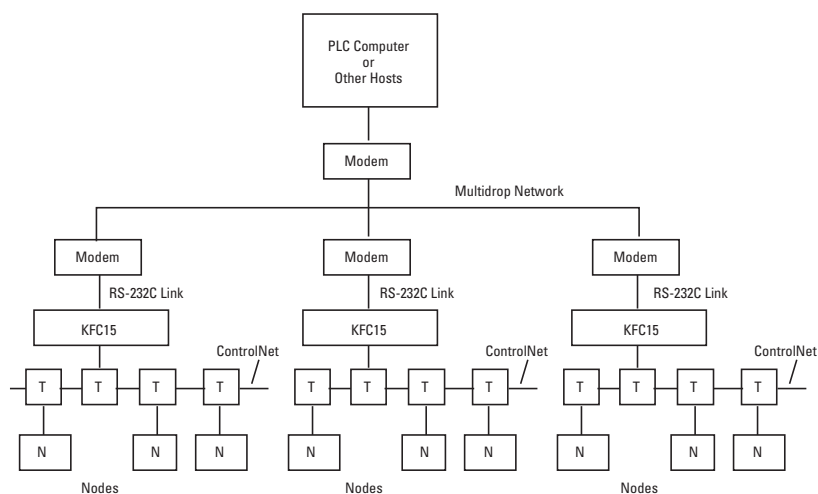 PLC Computer
or
Other Hosts
Modem
Multidrop Network
Modem
Modem
Modem
RS-232C Link
RS-232C Link
RS-232C Link
KFC15
KFC15
KFC15
ControlNet
ControlNet
ControlNet
T
T
T
T
T
T
T
T
T
T
T
T
N
N
N
N
N
N
N
N
N
Nodes
Nodes
Nodes